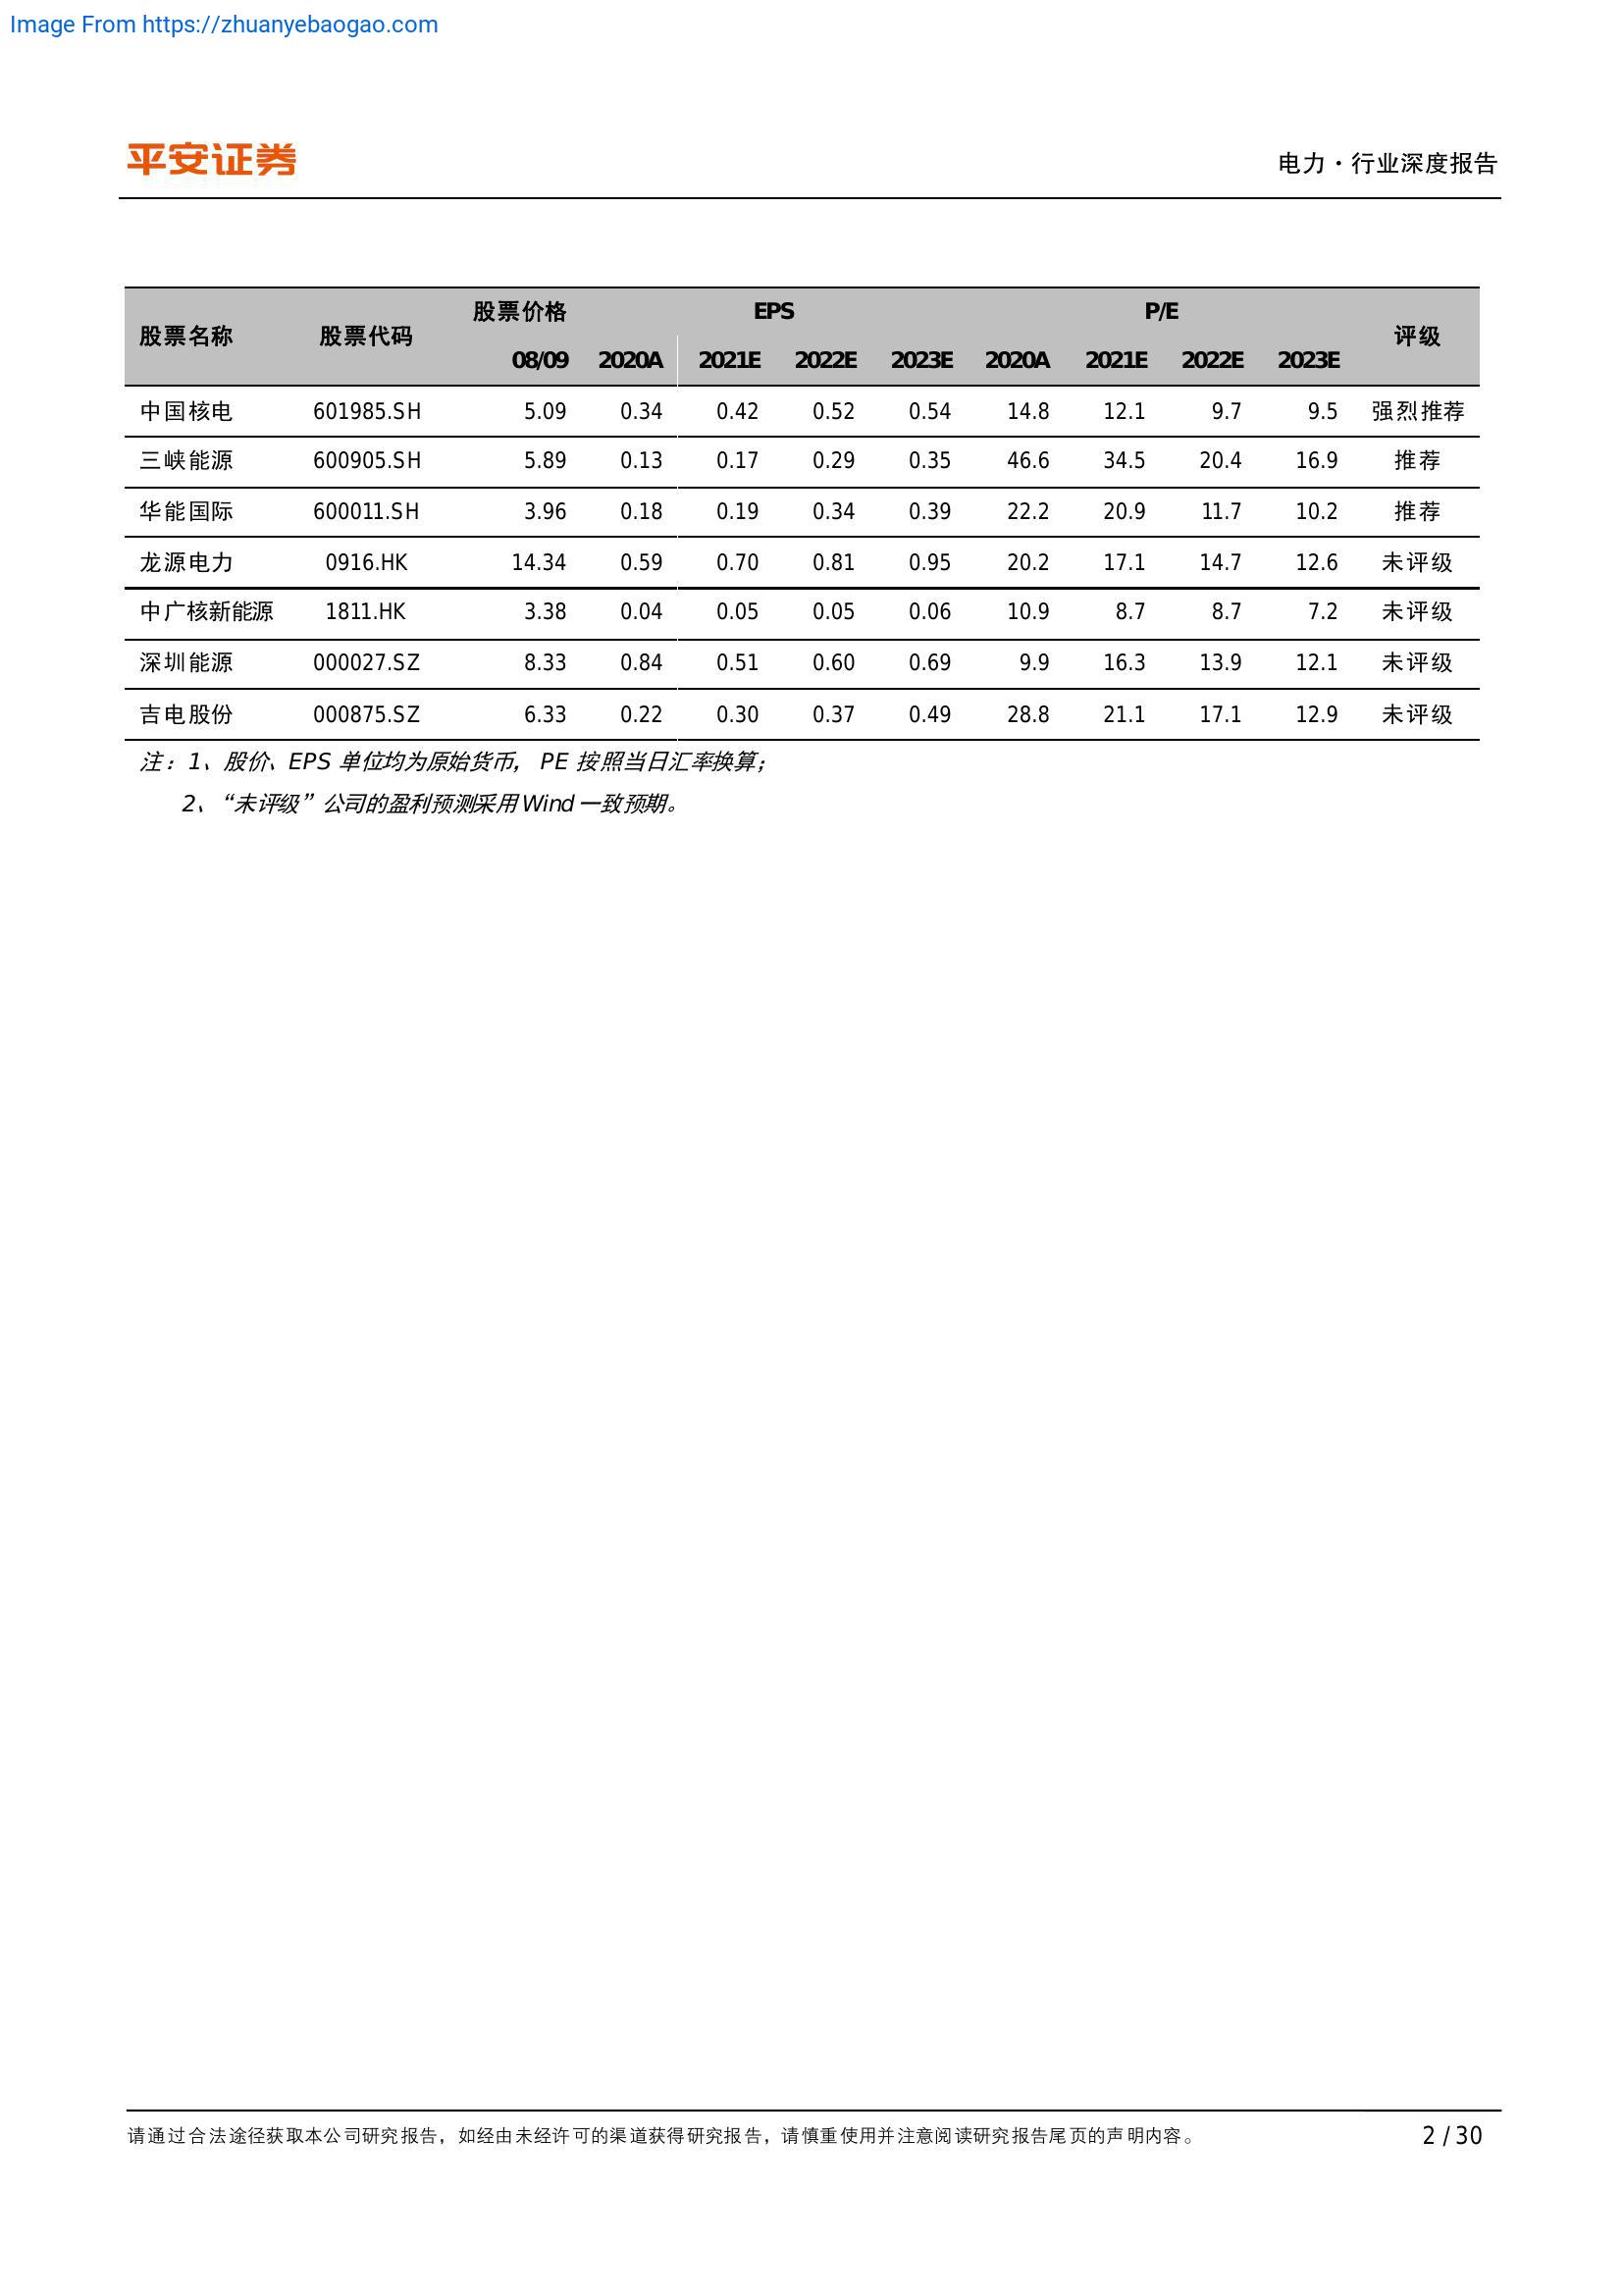 Image From https://zhuanyebaogao.com
平安证券
电力·行业深度报告
股票名称 股票代码 股票价格 EPS P/E 评级
08/09 2020A 2021E 2022E 2023E 2020A 2021E 2022E 2023E
中国核电 601985.SH 5.09 0.34 0.42 0.52 0.54 14.8 12.1 9.7 9.5 强烈推荐
三峡能源 600905.SH 5.89 0.13 0.17 0.29 0.35 46.6 34.5 20.4 16.9 推荐
华能国际 600011.SH 3.96 0.18 0.19 0.34 0.39 22.2 20.9 11.7 10.2 推荐
龙源电力 0916.HK 14.34 0.59 0.70 0.81 0.95 20.2 17.1 14.7 12.6 未评级
中广核新能源 1811.HK 3.38 0.04 0.05 0.05 0.06 10.9 8.7 8.7 7.2 未评级
深圳能源 000027.SZ 8.33 0.84 0.51 0.60 0.69 9.9 16.3 13.9 12.1 未评级
吉电股份 000875.SZ 6.33 0.22 0.30 0.37 0.49 28.8 21.1 17.1 12.9 未评级
注：1、股价、EPS 单位均为原始货币， PE 按照当日汇率换算；
2、“未评级”公司的盈利预测采用 Wind 一致预期。
请通过合法途径获取本公司研究报告，如经由未经许可的渠道获得研究报告，请慎重使用并注意阅读研究报告尾页的声明内容。
2 / 30